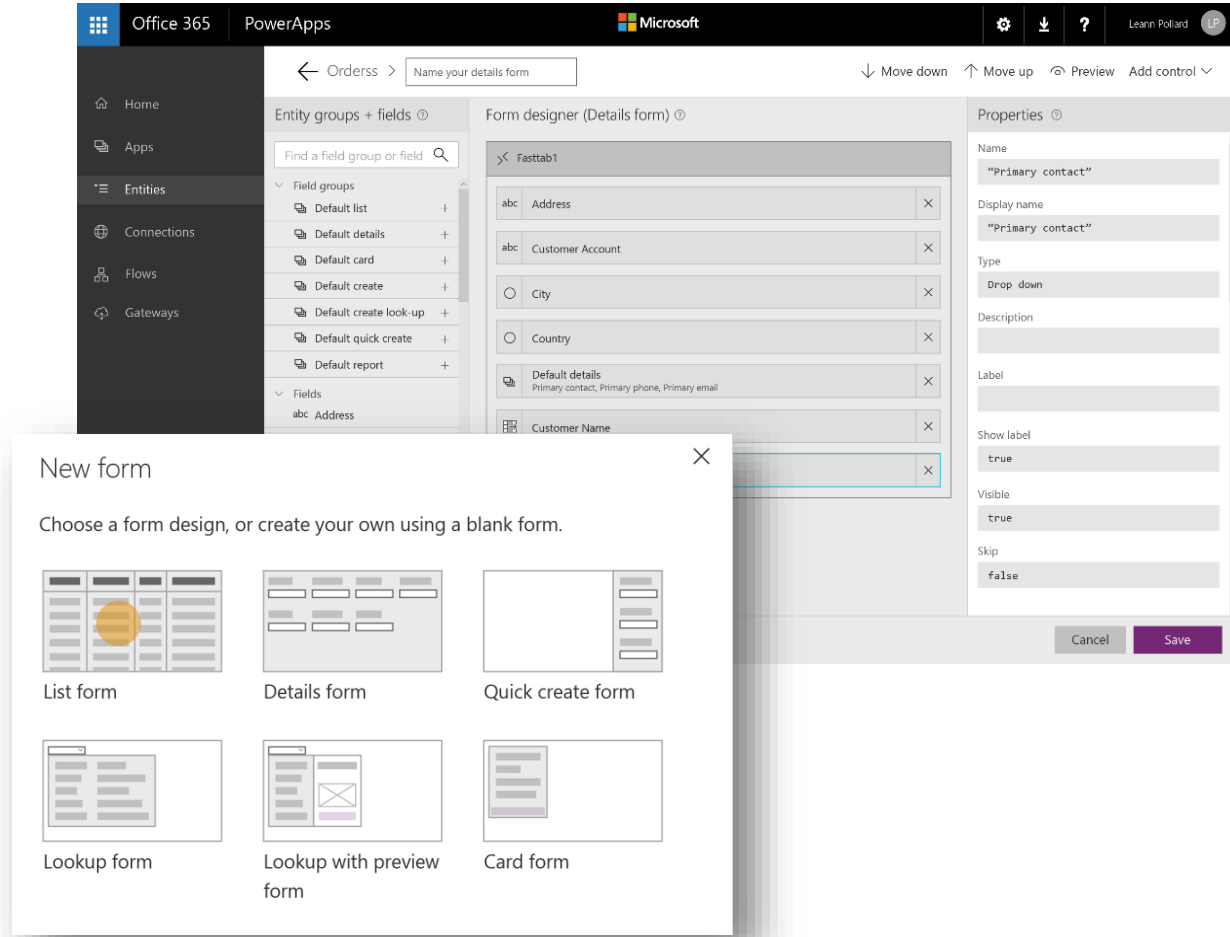 Office 365
PowerApps
Microsoft
?
Leann Pollard
LP
Orderss >
Name your details form
Move down
Move up
Preview
Add control
Home
Apps
Entities
Connections
Flows
Gateways
Entity groups + fields ?
Find a field group or field
Field groups
Default list +
Default details +
Default card +
Default create +
Default create look-up +
Default quick create +
Default report +
Fields
abc Address
Form designer (Details form) ?
Fasttab1
abc Address
abc Customer Account
City
Country
Default details
Primary contact, Primary phone, Primary email
Customer Name
Properties ?
Name
"Primary contact"
Display name
"Primary contact"
Type
Drop down
Description
Label
Show label
true
Visible
true
Skip
false
Cancel
Save
New form
Choose a form design, or create your own using a blank form.
List form
Details form
Quick create form
Lookup form
Lookup with preview
form
Card form